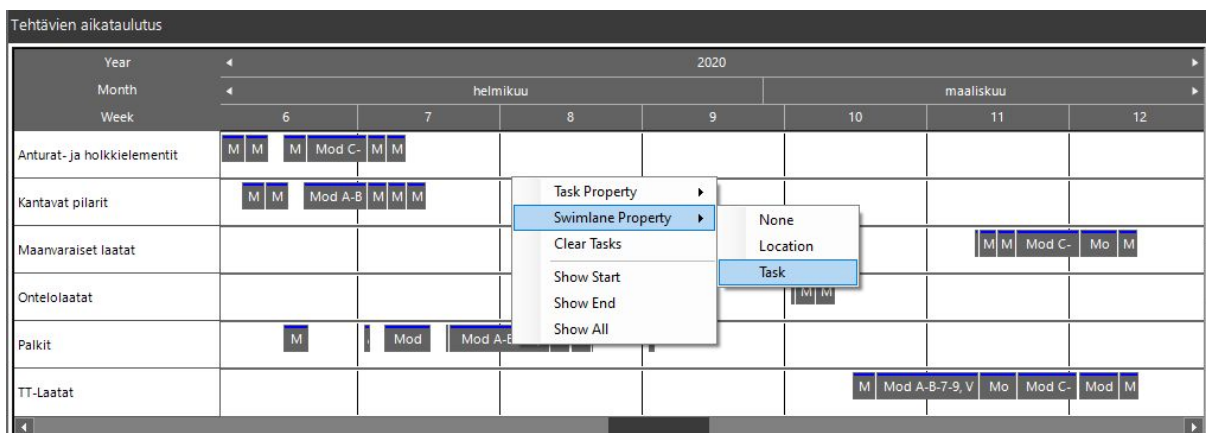 Tehtävien aikataulutus
Year 2020
Month helmikuu maaliskuu
Week 6 7 8 9 10 11 12
Anturat- ja holkkielementit M M M Mod C- M M
Kantavat pilarit M M Mod A-B M M M
Maanvaraiset laatat M M Mod C- Mo M
Ontelolaatat M M
Palkit M Mod Mod A-B
TT-Laatat M Mod A-B-7-9, V Mo Mod C- Mod M
Task Property
Swimlane Property
Clear Tasks
Show Start
Show End
Show All
None
Location
Task